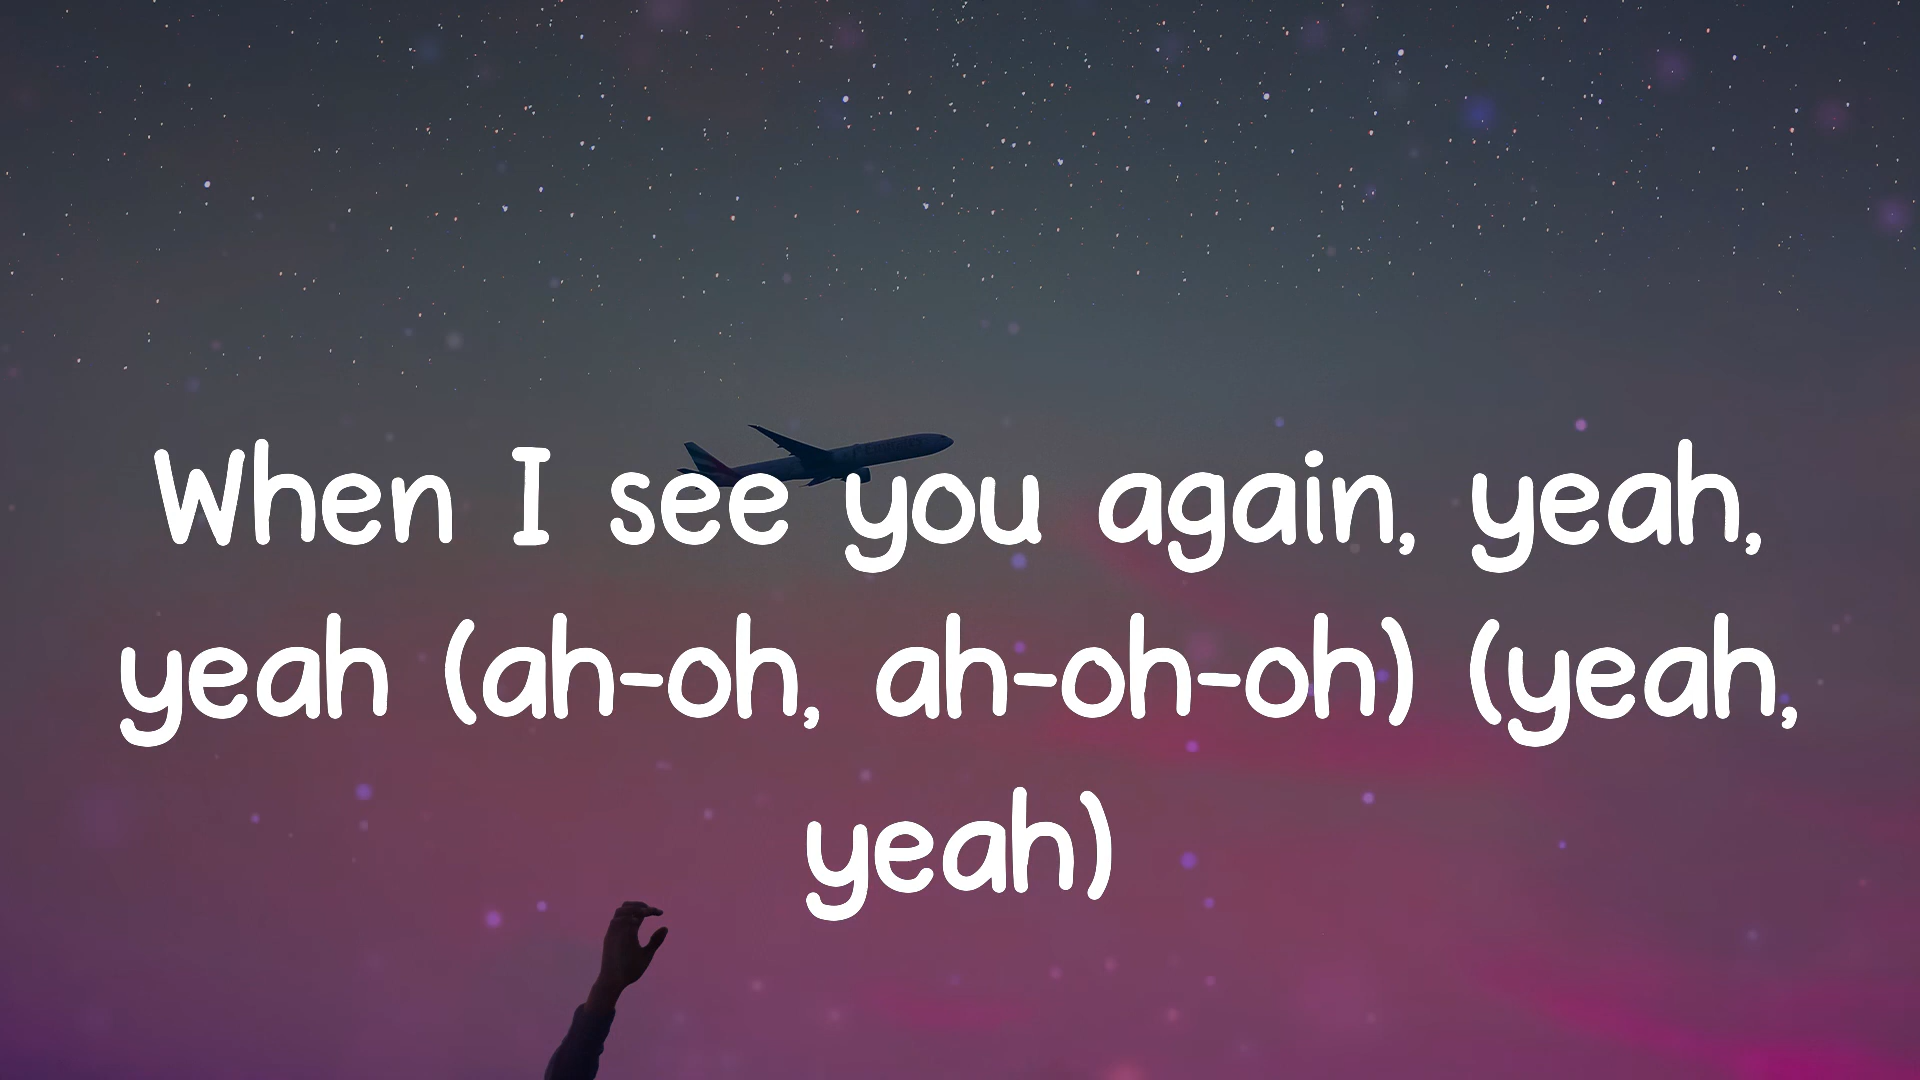 When I see you again, yeah,
yeah (ah-oh, ah-oh-oh) (yeah,
yeah)